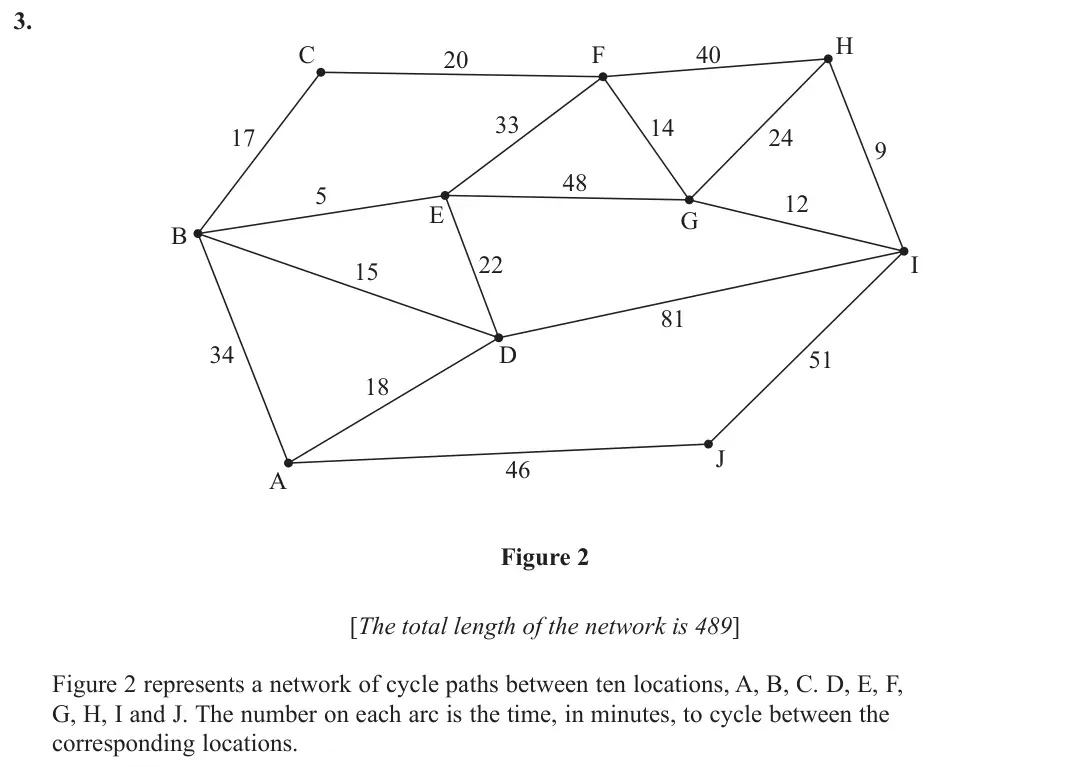 3.
C
20
F
40
H
17
33
14
24
9
5
E
48
G
12
B
15
22
I
81
34
D
18
51
A
46
J
Figure 2
[The total length of the network is 489]
Figure 2 represents a network of cycle paths between ten locations, A, B, C. D, E, F,
G, H, I and J. The number on each arc is the time, in minutes, to cycle between the
corresponding locations.